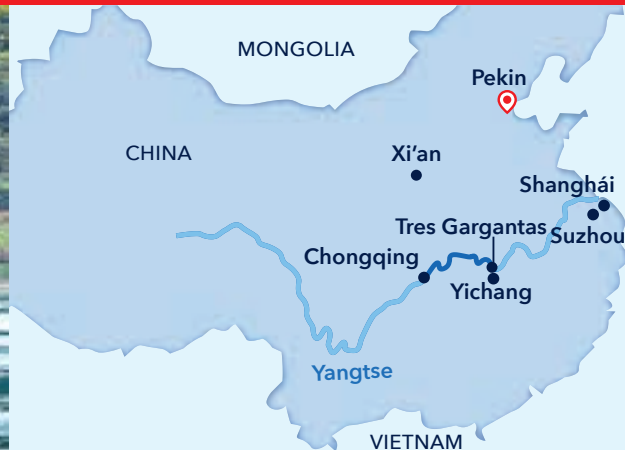 MONGOLIA
Pekin
CHINA
Xi'an
Shanghái
Tres Gargantas
Suzhou
Chongqing
Yichang
Yangtse
VIETNAM